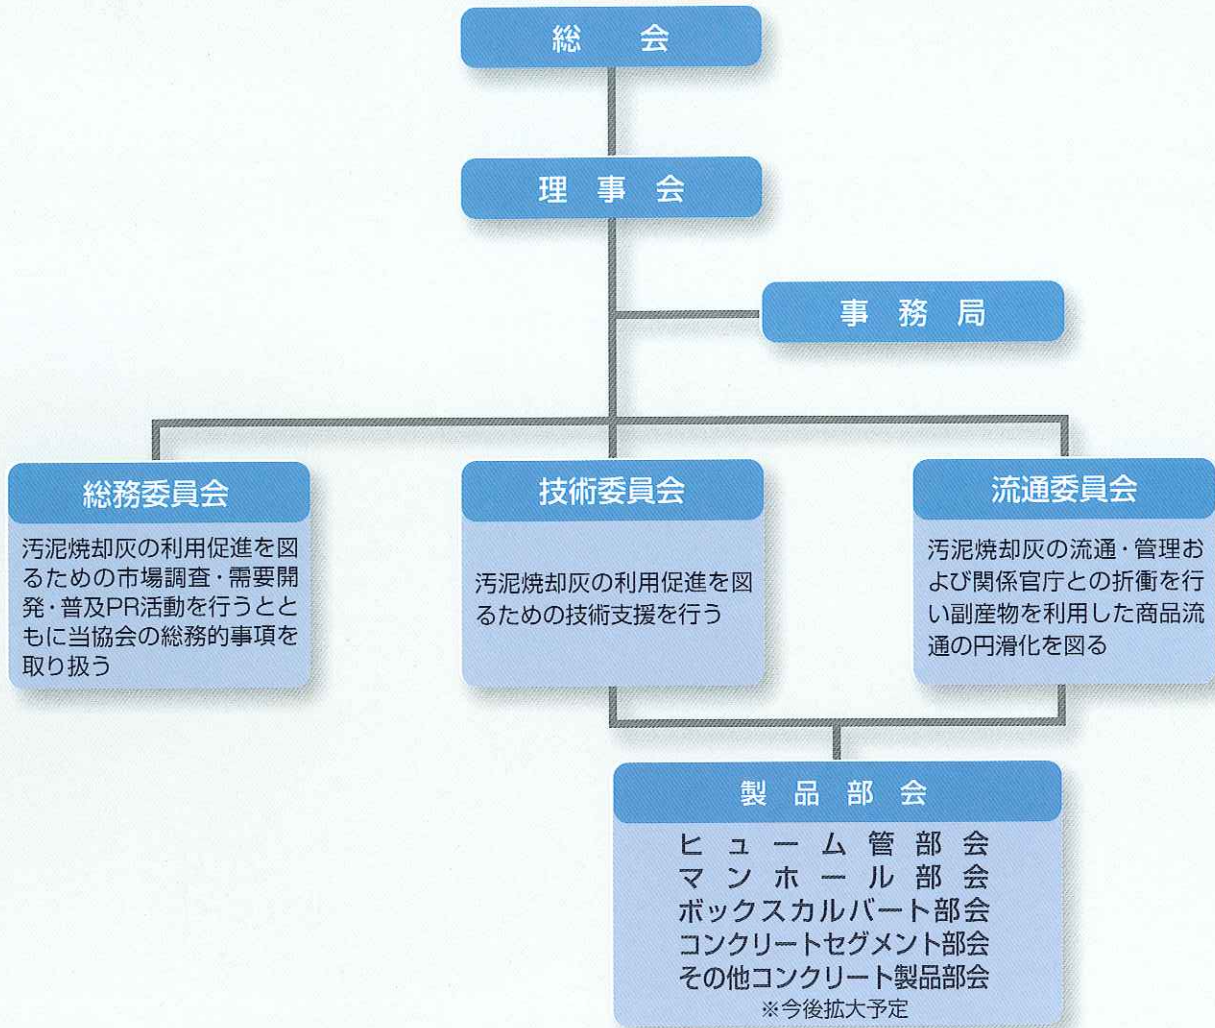 総会
理事会
事務局
総務委員会
汚泥焼却灰の利用促進を図
るための市場調査・需要開
発・普及PR活動を行うとと
もに当協会の総務的事項を
取り扱う
技術委員会
汚泥焼却灰の利用促進を図
るための技術支援を行う
流通委員会
汚泥焼却灰の流通・管理お
よび関係官庁との折衝を行
い副産物を利用した商品流
通の円滑化を図る
製品部会
ヒューム管部会
マンホール部会
ボックスカルバート部会
コンクリートセグメント部会
その他コンクリート製品部会
※今後拡大予定